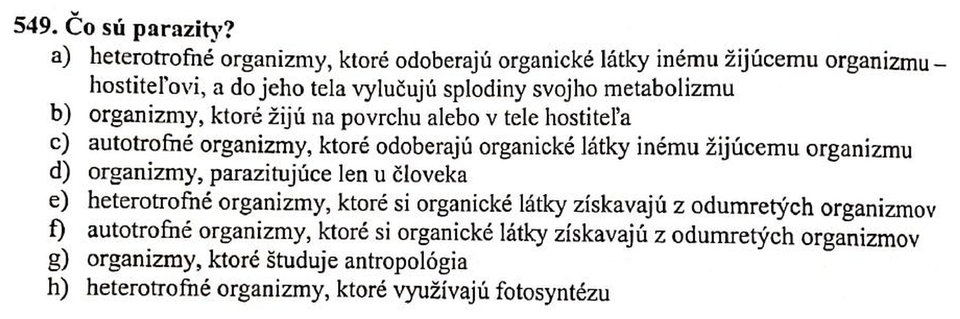 549. Čo sú parazity?
a) heterotrofné organizmy, ktoré odoberajú organické látky inému žijúcemu organizmu –
hostiteľovi, a do jeho tela vylučujú splodiny svojho metabolizmu
b) organizmy, ktoré žijú na povrchu alebo v tele hostiteľa
c) autotrofné organizmy, ktoré odoberajú organické látky inému žijúcemu organizmu
d) organizmy, parazitujúce len u človeka
e) heterotrofné organizmy, ktoré si organické látky získavajú z odumretých organizmov
f) autotrofné organizmy, ktoré si organické látky získavajú z odumretých organizmov
g) organizmy, ktoré študuje antropológia
h) heterotrofné organizmy, ktoré využívajú fotosyntézu